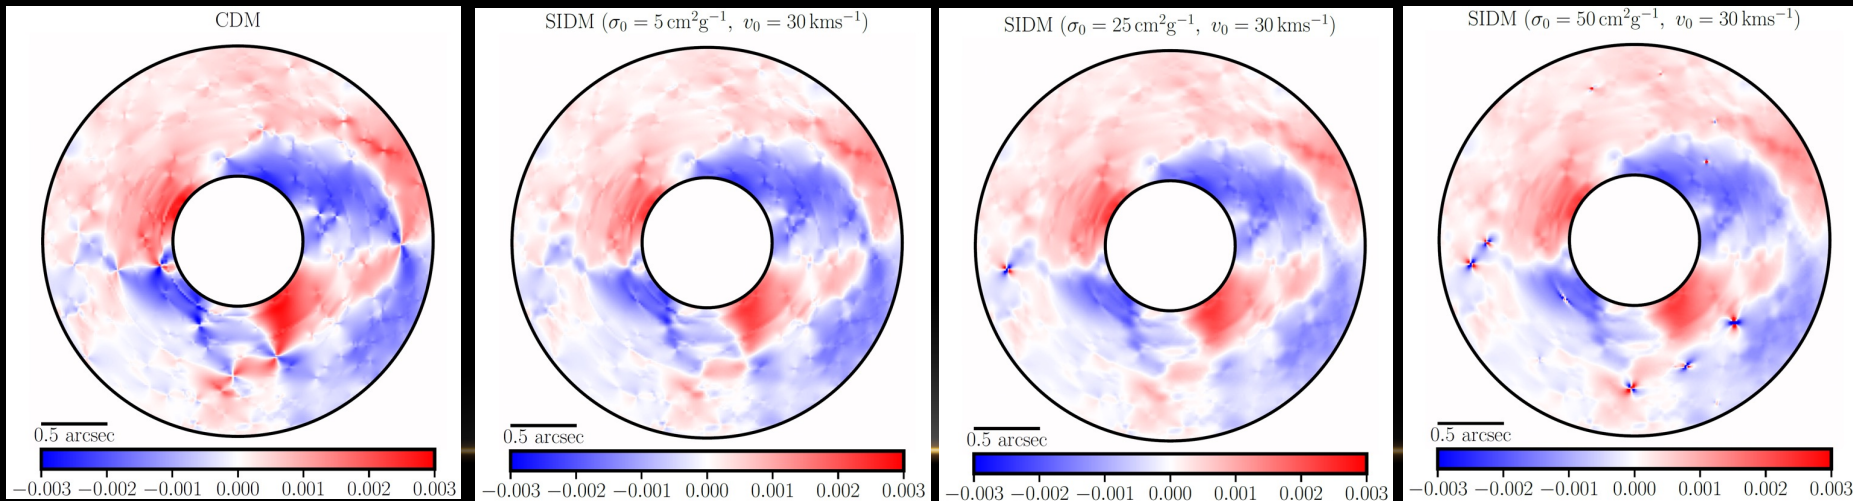 CDM
0.5 arcsec
−0.003 −0.002 −0.001 0.000 0.001 0.002 0.003
SIDM (σ₀ = 5 cm²g⁻¹, v₀ = 30 kms⁻¹)
0.5 arcsec
−0.003 −0.002 −0.001 0.000 0.001 0.002 0.003
SIDM (σ₀ = 25 cm²g⁻¹, v₀ = 30 kms⁻¹)
0.5 arcsec
−0.003 −0.002 −0.001 0.000 0.001 0.002 0.003
SIDM (σ₀ = 50 cm²g⁻¹, v₀ = 30 kms⁻¹)
0.5 arcsec
−0.003 −0.002 −0.001 0.000 0.001 0.002 0.003